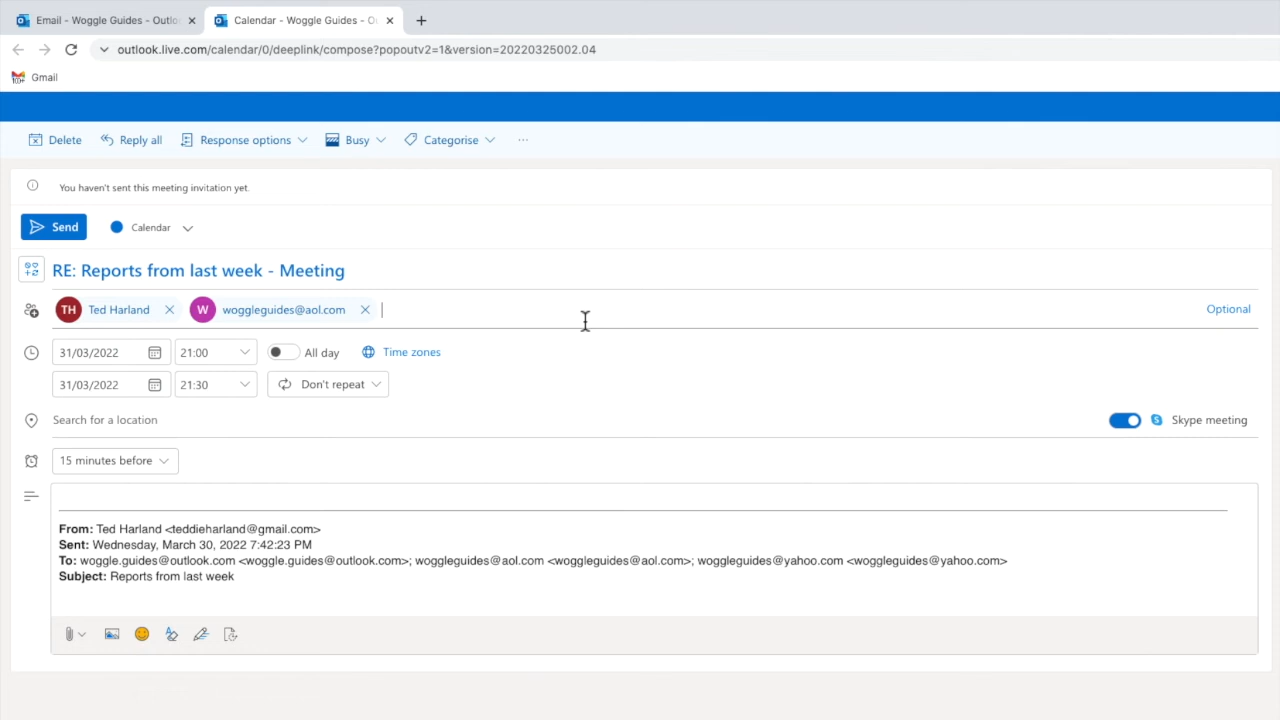 Email - Woggle Guides - Outlo
Calendar - Woggle Guides - O
outlook.live.com/calendar/0/deeplink/compose?popoutv2=1&version=20220325002.04
Gmail
Delete Reply all Response options Busy Categorise ...
You haven't sent this meeting invitation yet.
Send Calendar
RE: Reports from last week - Meeting
TH Ted Harland W woggleguides@aol.com Optional
31/03/2022 21:00 All day Time zones
31/03/2022 21:30 Don't repeat
Search for a location Skype meeting
15 minutes before
From: Ted Harland <teddieharland@gmail.com>
Sent: Wednesday, March 30, 2022 7:42:23 PM
To: woggle.guides@outlook.com <woggle.guides@outlook.com>; woggleguides@aol.com <woggleguides@aol.com>; woggleguides@yahoo.com <woggleguides@yahoo.com>
Subject: Reports from last week